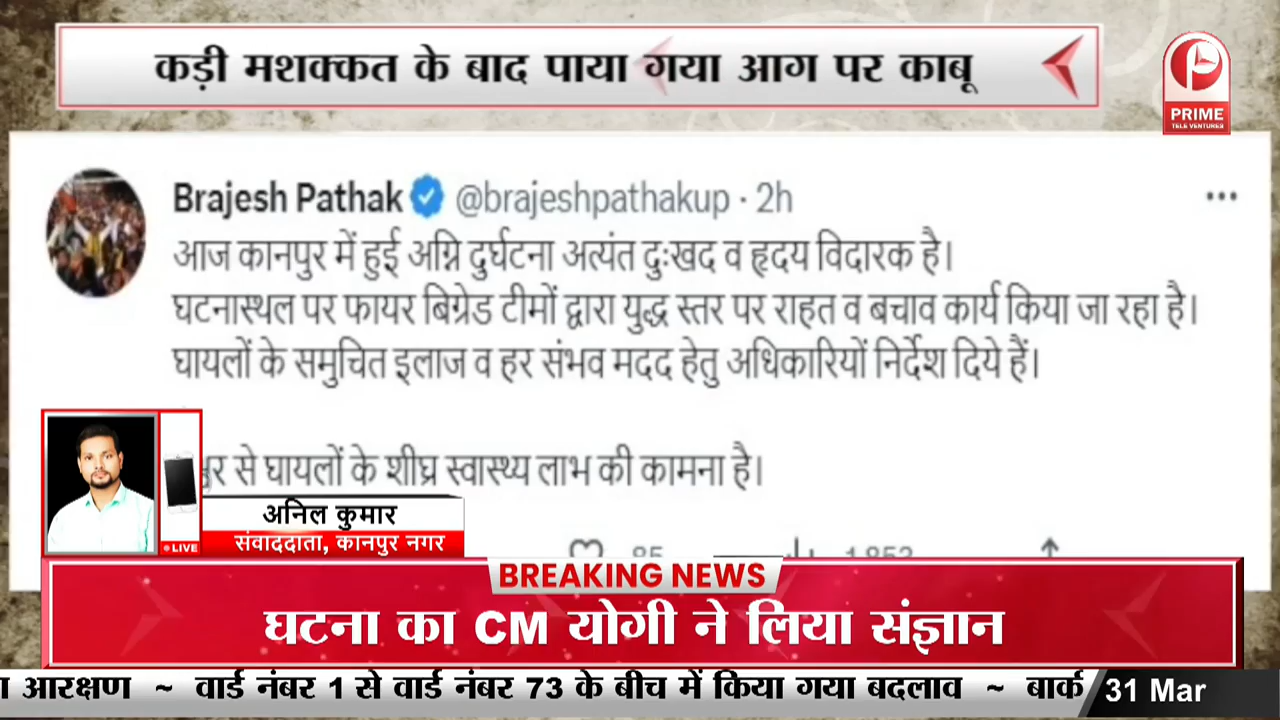 कड़ी मशक्कत के बाद पाया गया आग पर काबू
PRIME
TELE VENTURES
Brajesh Pathak @brajeshpathakup · 2h
आज कानपुर में हुई अग्नि दुर्घटना अत्यंत दुःखद व हृदय विदारक है।
घटनास्थल पर फायर बिग्रेड टीमों द्वारा युद्ध स्तर पर राहत व बचाव कार्य किया जा रहा है।
घायलों के समुचित इलाज व हर संभव मदद हेतु अधिकारियों निर्देश दिये हैं।
से घायलों के शीघ्र स्वास्थ्य लाभ की कामना है।
LIVE
अनिल कुमार
संवाददाता, कानपुर नगर
BREAKING NEWS
घटना का CM योगी ने लिया संज्ञान
आरक्षण ~ वार्ड नंबर 1 से वार्ड नंबर 73 के बीच में किया गया बदलाव ~ बार्क
31 Mar